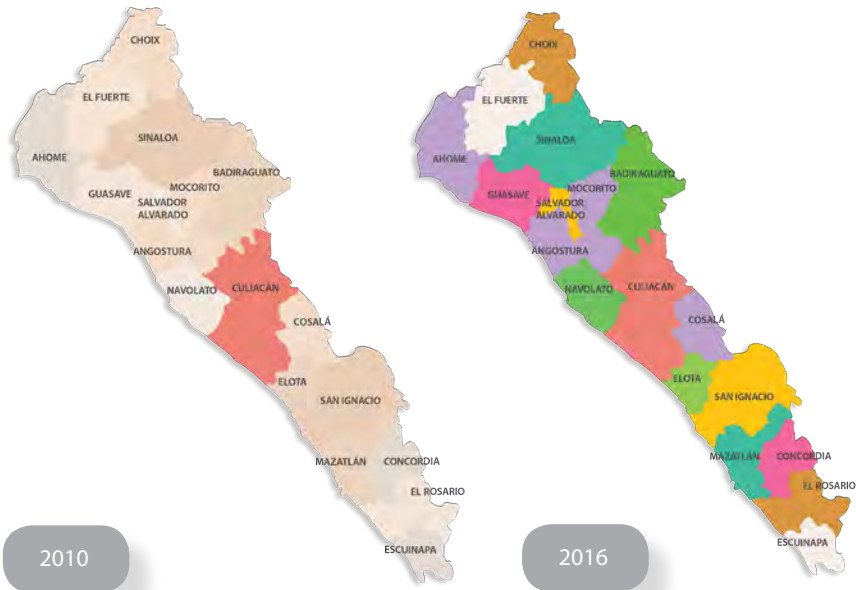 CHOIX
EL FUERTE
SINALOA
AHOME
BADIRAGUATO
MOCORITO
GUASAVE
SALVADOR
ALVARADO
ANGOSTURA
NAVOLATO
CULIACÁN
COSALÁ
ELOTA
SAN IGNACIO
MAZATLÁN
CONCORDIA
EL ROSARIO
ESCUINAPA
2010
CHOIX
EL FUERTE
SINALOA
AHOME
BADIRAGUATO
MOCORITO
GUASAVE
SALVADOR
ALVARADO
ANGOSTURA
NAVOLATO
CULIACÁN
COSALÁ
ELOTA
SAN IGNACIO
MAZATLÁN
CONCORDIA
EL ROSARIO
ESCUINAPA
2016